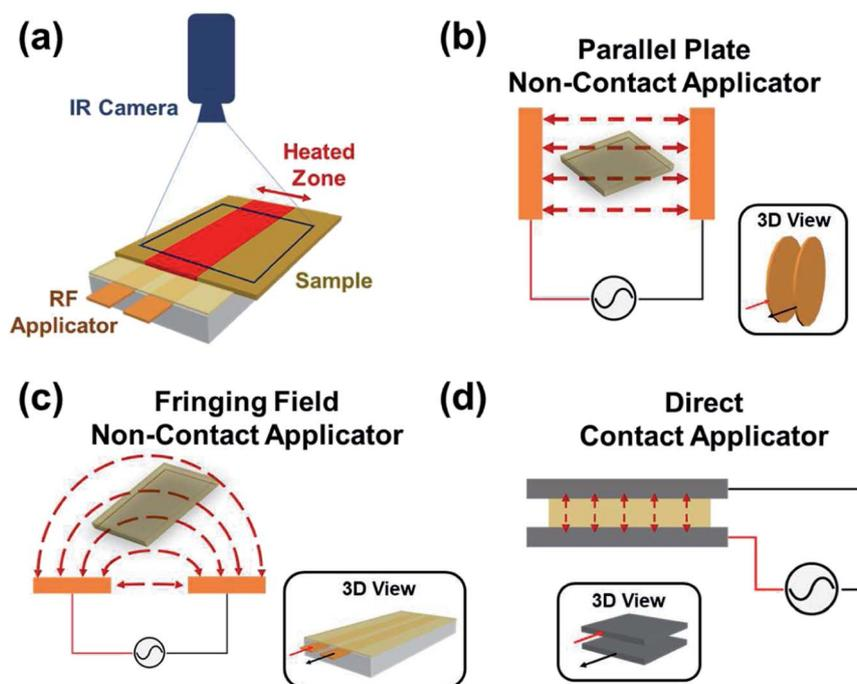 (a)
IR Camera
Heated
Zone
Sample
RF
Applicator
(b)
Parallel Plate
Non-Contact Applicator
3D View
(c)
Fringing Field
Non-Contact Applicator
3D View
(d)
Direct
Contact Applicator
3D View